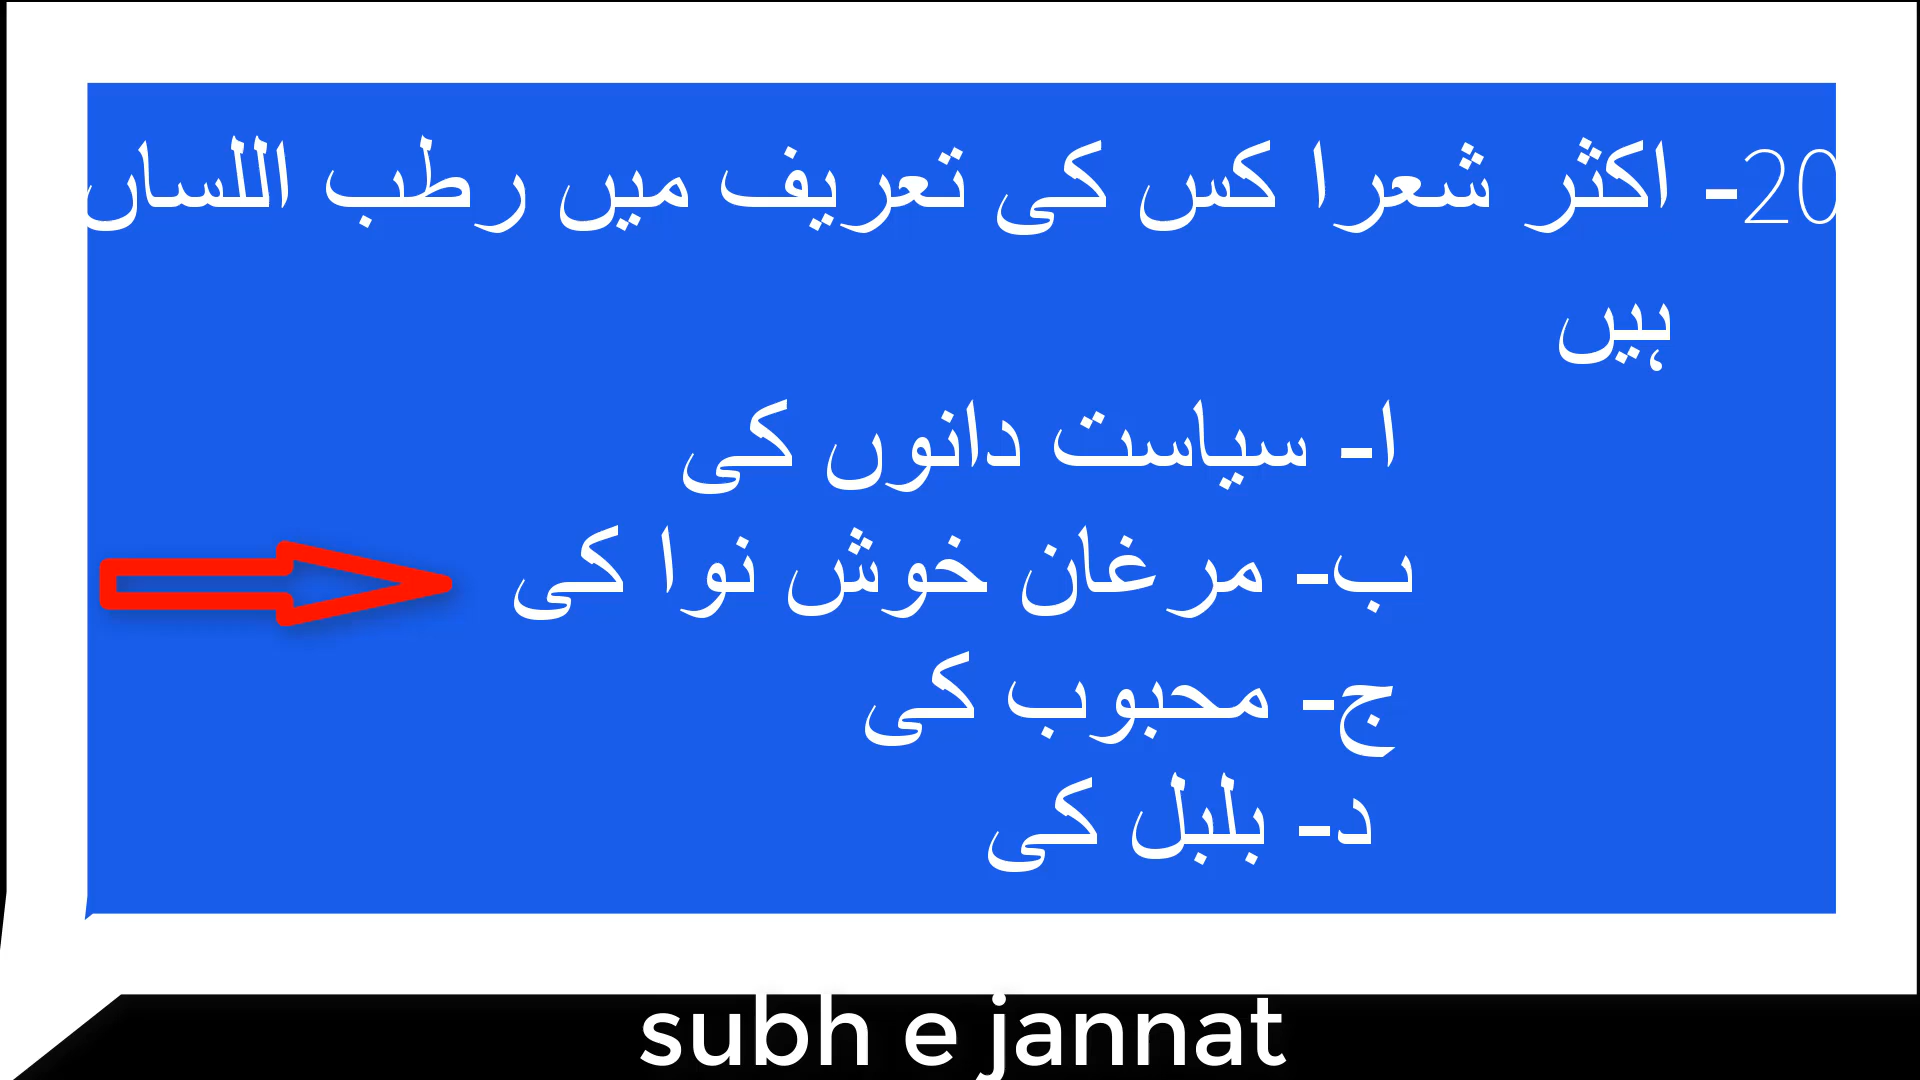 20- اکثر شعرا کس کی تعریف میں رطب اللساں
ہیں
ا- سیاست دانوں کی
ب- مرغان خوش نوا کی
ج- محبوب کی
د- بلبل کی
subh e jannat